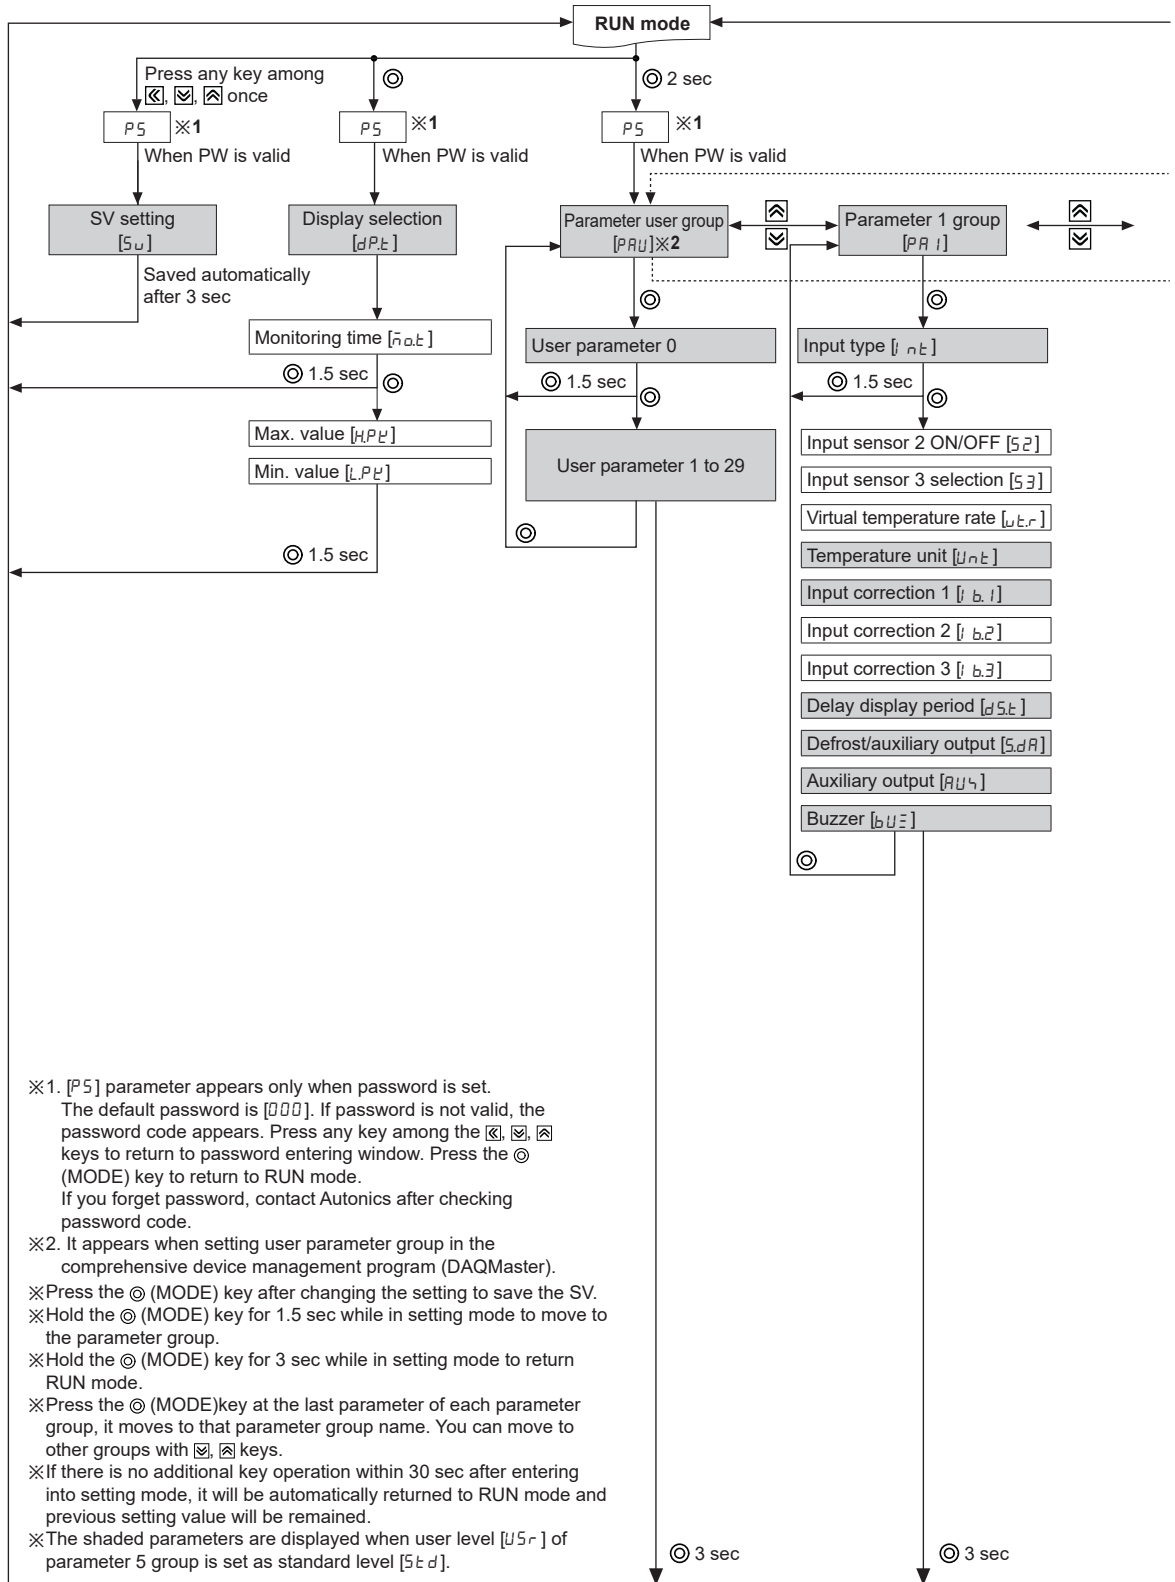 RUN mode
Press any key among
«, ︾, ︽ once
◎
◎ 2 sec
PS ※1
PS ※1
PS ※1
When PW is valid
When PW is valid
When PW is valid
SV setting
[Su]
Display selection
[dP.t]
Parameter user group
[PAU]※2
Parameter 1 group
[PA1]
Saved automatically
after 3 sec
Monitoring time [mo.t]
◎ 1.5 sec
◎
Max. value [H.PK]
Min. value [L.PK]
◎ 1.5 sec
◎
User parameter 0
◎ 1.5 sec
◎
User parameter 1 to 29
◎
◎
Input type [Int]
◎ 1.5 sec
◎
Input sensor 2 ON/OFF [S2]
Input sensor 3 selection [S3]
Virtual temperature rate [ut.r]
Temperature unit [Unt]
Input correction 1 [Ib.1]
Input correction 2 [Ib.2]
Input correction 3 [Ib.3]
Delay display period [dS.t]
Defrost/auxiliary output [S.dA]
Auxiliary output [AUX]
Buzzer [bUZ]
◎
※1. [PS] parameter appears only when password is set.
The default password is [000]. If password is not valid, the
password code appears. Press any key among the «, ︾, ︽
keys to return to password entering window. Press the ◎
(MODE) key to return to RUN mode.
If you forget password, contact Autonics after checking
password code.
※2. It appears when setting user parameter group in the
comprehensive device management program (DAQMaster).
※Press the ◎ (MODE) key after changing the setting to save the SV.
※Hold the ◎ (MODE) key for 1.5 sec while in setting mode to move to
the parameter group.
※Hold the ◎ (MODE) key for 3 sec while in setting mode to return
RUN mode.
※Press the ◎ (MODE)key at the last parameter of each parameter
group, it moves to that parameter group name. You can move to
other groups with ︾, ︽ keys.
※If there is no additional key operation within 30 sec after entering
into setting mode, it will be automatically returned to RUN mode and
previous setting value will be remained.
※The shaded parameters are displayed when user level [USr] of
parameter 5 group is set as standard level [Std].
◎ 3 sec
◎ 3 sec